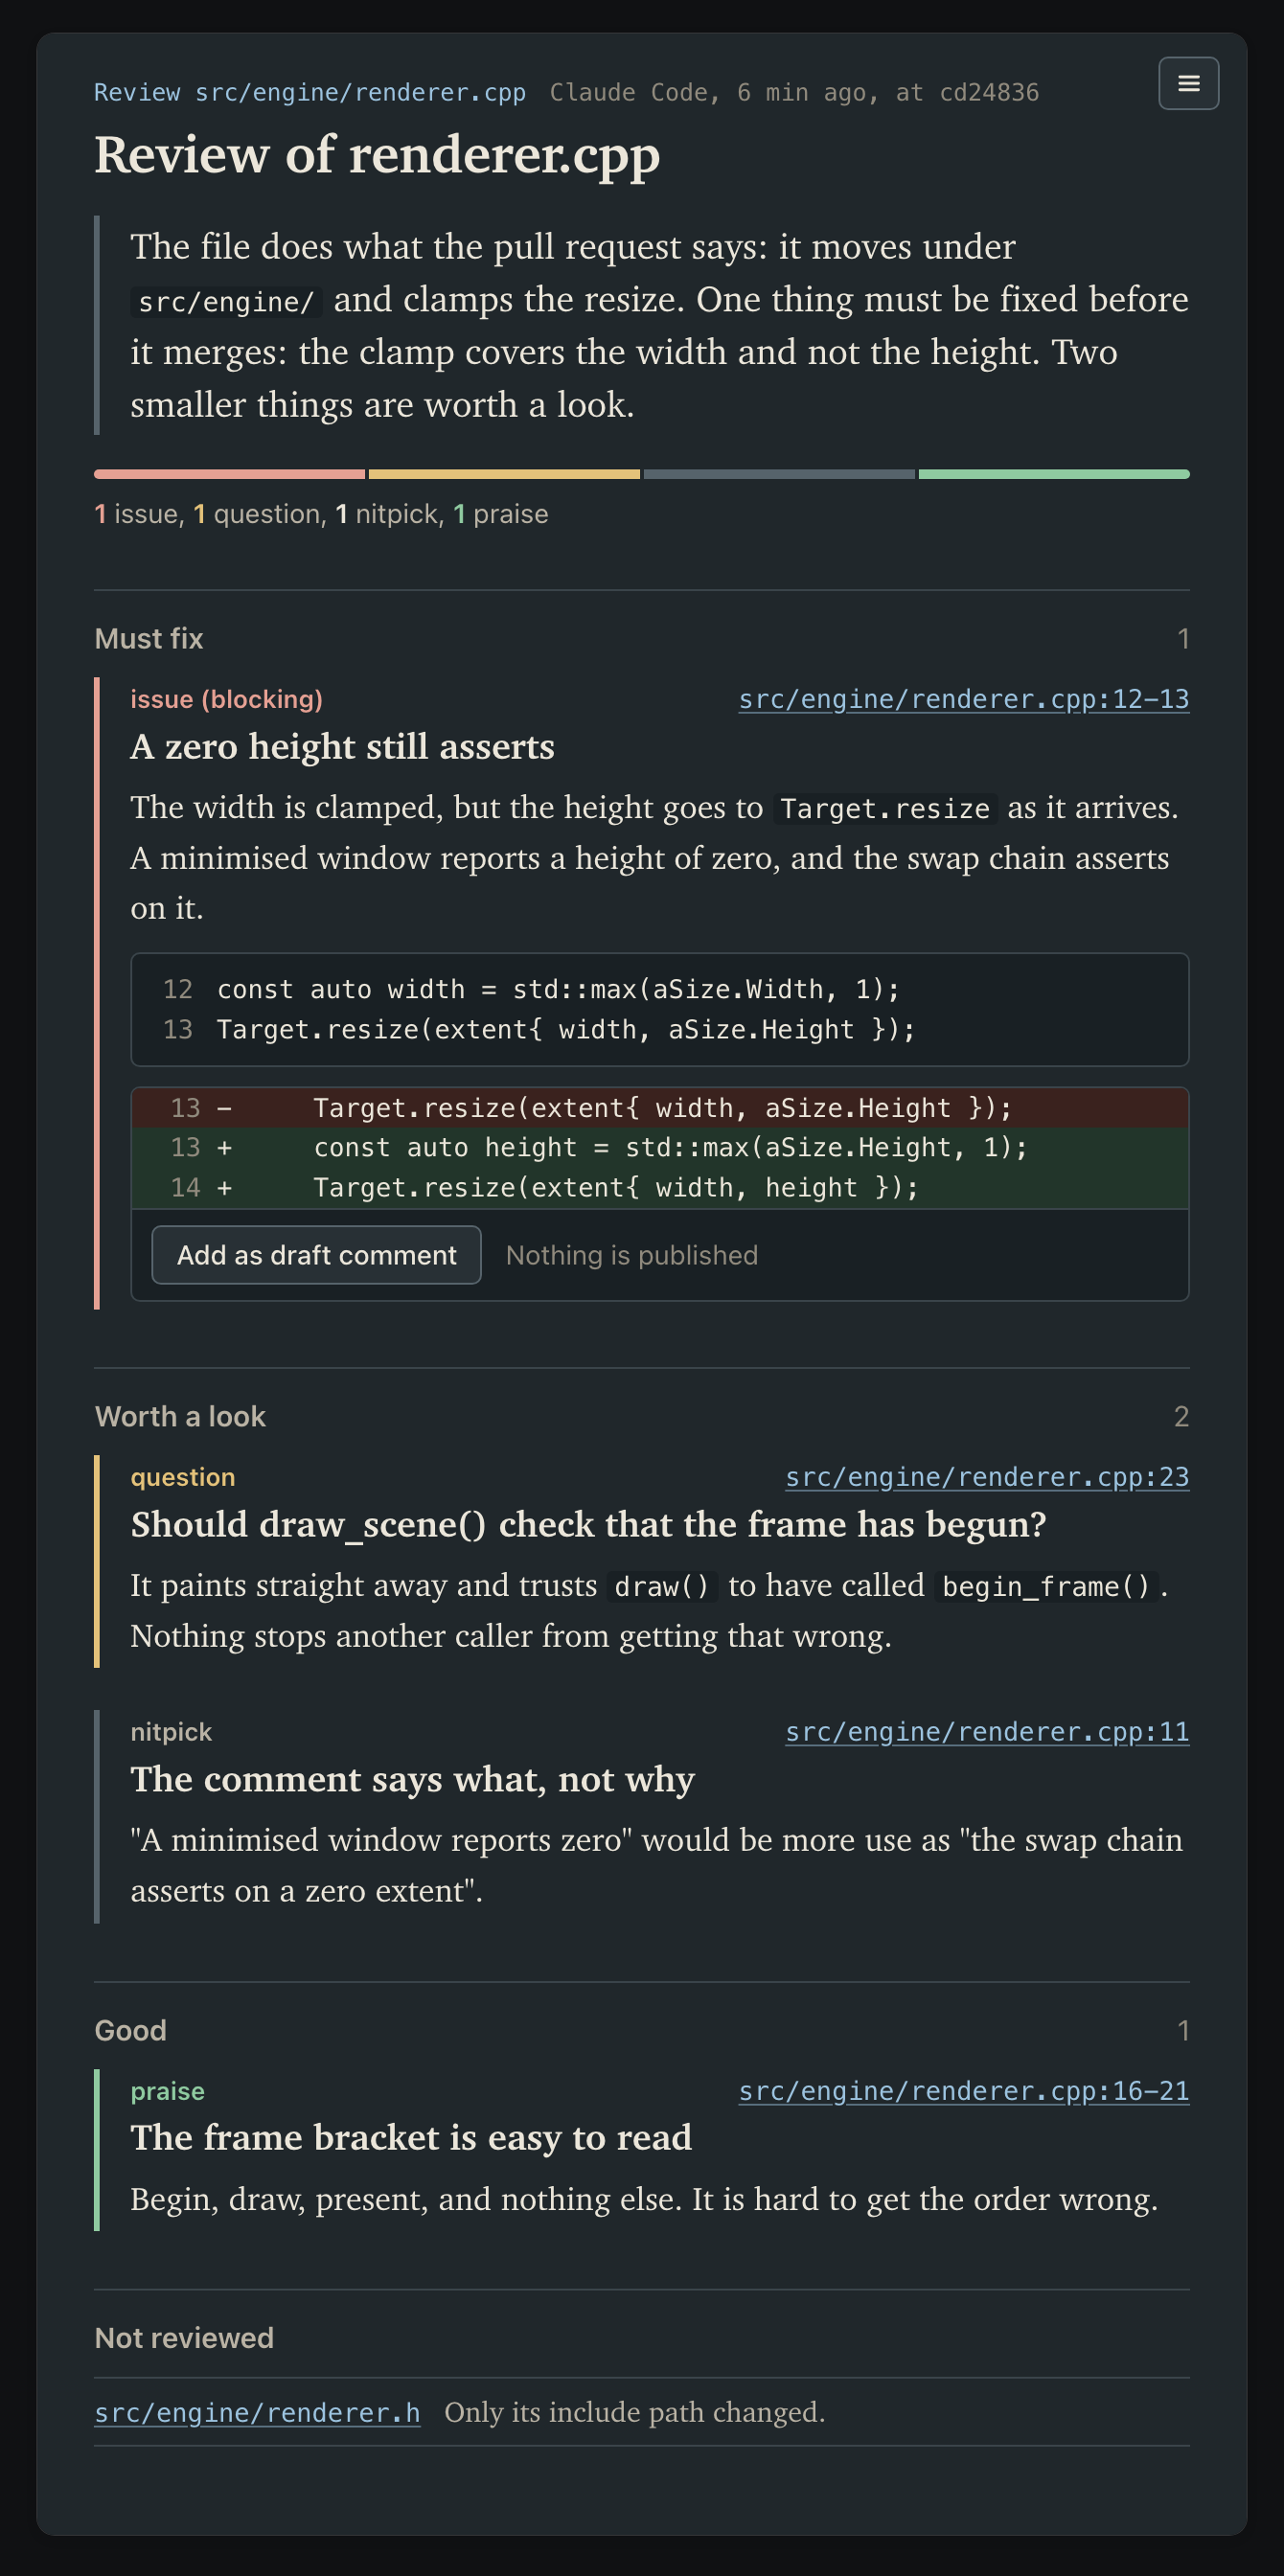 Review src/engine/renderer.cpp Claude Code, 6 min ago, at cd24836
Review of renderer.cpp
The file does what the pull request says: it moves under
src/engine/ and clamps the resize. One thing must be fixed before
it merges: the clamp covers the width and not the height. Two
smaller things are worth a look.
1 issue, 1 question, 1 nitpick, 1 praise
Must fix 1
issue (blocking) src/engine/renderer.cpp:12–13
A zero height still asserts
The width is clamped, but the height goes to Target.resize as it arrives.
A minimised window reports a height of zero, and the swap chain asserts
on it.
12 const auto width = std::max(aSize.Width, 1);
13 Target.resize(extent{ width, aSize.Height });
13 − Target.resize(extent{ width, aSize.Height });
13 + const auto height = std::max(aSize.Height, 1);
14 + Target.resize(extent{ width, height });
Add as draft comment Nothing is published
Worth a look 2
question src/engine/renderer.cpp:23
Should draw_scene() check that the frame has begun?
It paints straight away and trusts draw() to have called begin_frame().
Nothing stops another caller from getting that wrong.
nitpick src/engine/renderer.cpp:11
The comment says what, not why
"A minimised window reports zero" would be more use as "the swap chain
asserts on a zero extent".
Good 1
praise src/engine/renderer.cpp:16–21
The frame bracket is easy to read
Begin, draw, present, and nothing else. It is hard to get the order wrong.
Not reviewed
src/engine/renderer.h Only its include path changed.